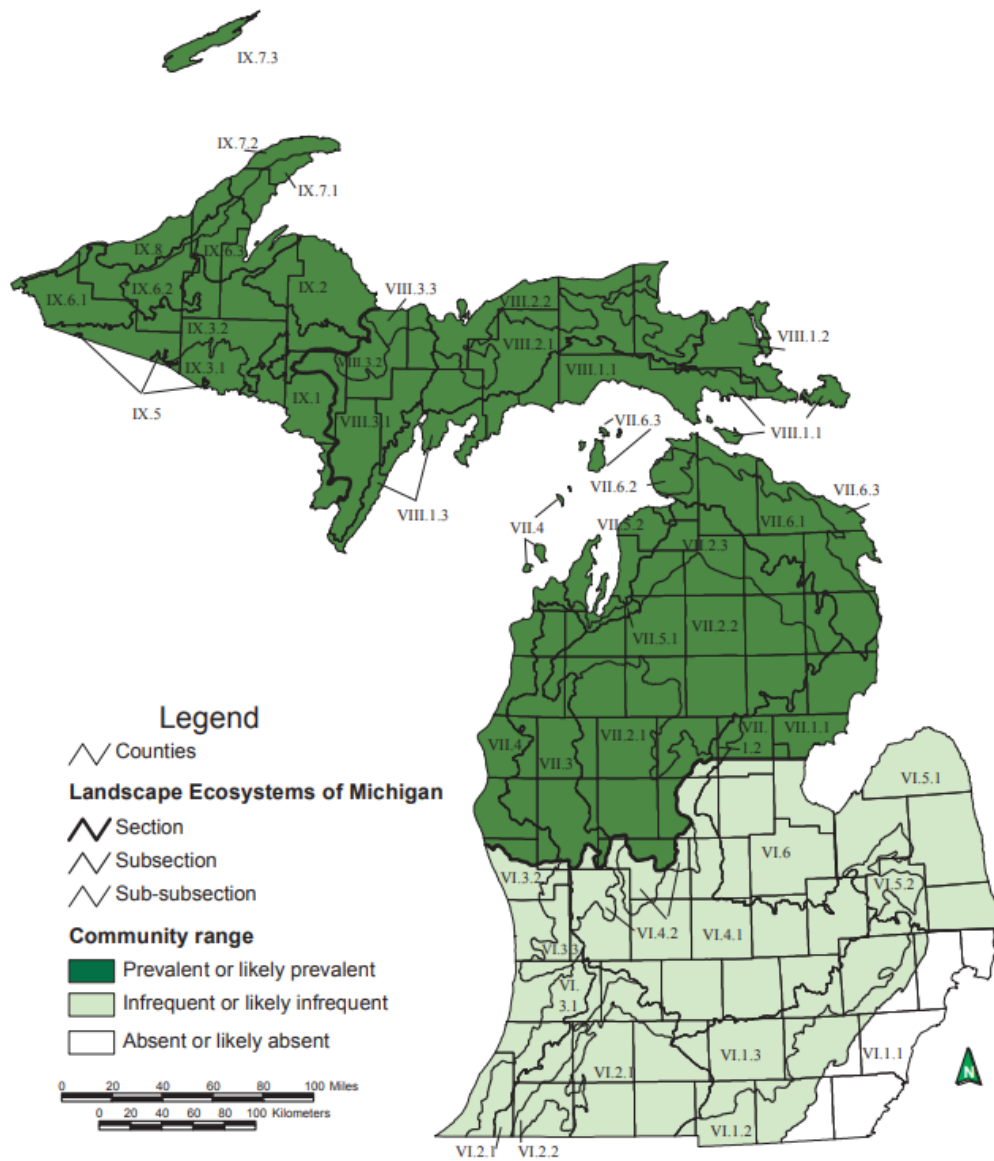 IX.7.3
IX.7.2
IX.7.1
IX.8
IX.6.3
IX.6.1
IX.6.2
IX.2
VIII.3.3
VIII.2.2
VIII.1.2
IX.3.2
VIII.3.2
VIII.2.1
IX.3.1
VIII.1.1
IX.1
IX.5
VIII.3.1
VIII.1.1
VII.6.3
VIII.1.3
VII.6.2
VII.6.3
VII.4
VII.5.2
VII.6.1
VII.2.3
VII.5.1
VII.2.2
VII.4
VII.3
VII.2.1
VII.
1.2
VII.1.1
Legend
Counties
Landscape Ecosystems of Michigan
Section
Subsection
Sub-subsection
Community range
Prevalent or likely prevalent
Infrequent or likely infrequent
Absent or likely absent
VI.5.1
VI.6
VI.3.2
VI.5.2
VI.4.2
VI.4.1
VI.3.3
VI.
3.1
VI.1.3
VI.1.1
VI.2.1
VI.1.2
VI.2.1
VI.2.2
0 20 40 60 80 100 Miles
0 20 40 60 80 100 Kilometers
N